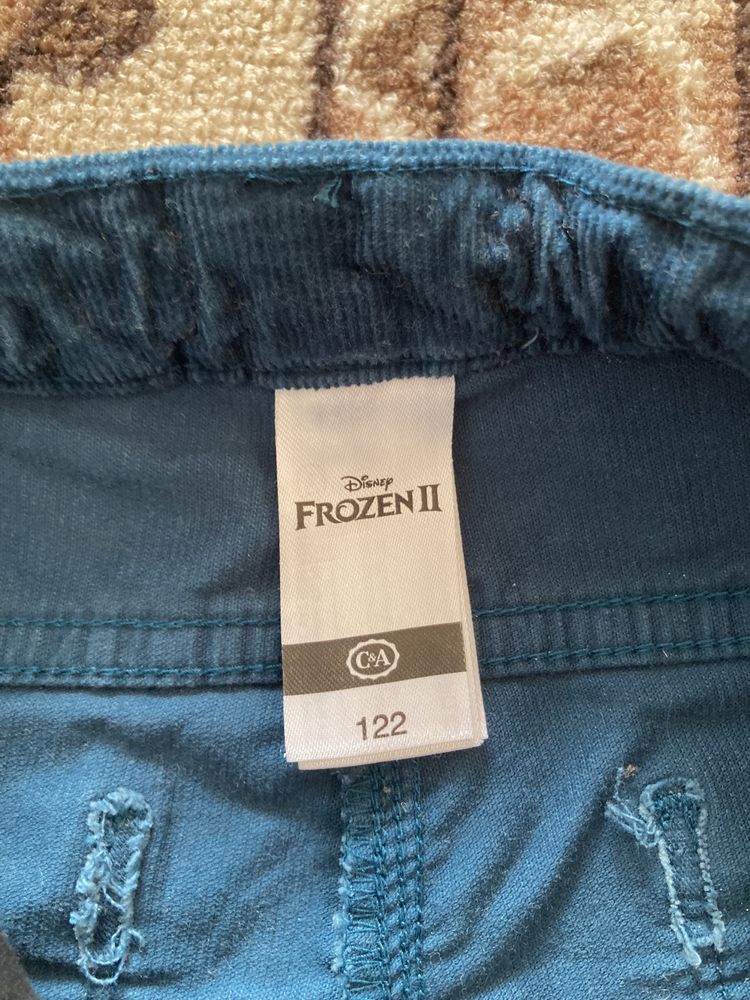 Disney
FROZEN II
C&A
122